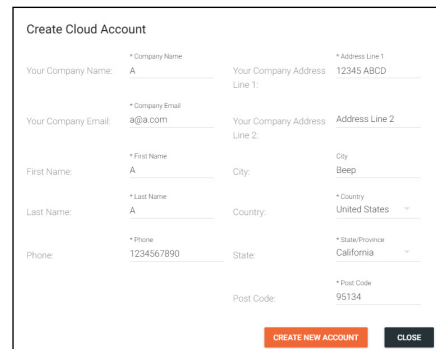 Create Cloud Account
* Company Name
Your Company Name: A
* Address Line 1
Your Company Address 12345 ABCD
Line 1:
* Company Email
Your Company Email: a@a.com
Your Company Address Address Line 2
Line 2:
* First Name
First Name: A
City
City: Beep
* Last Name
Last Name: A
* Country
Country: United States
* Phone
Phone: 1234567890
* State/Province
State: California
* Post Code
Post Code: 95134
CREATE NEW ACCOUNT CLOSE